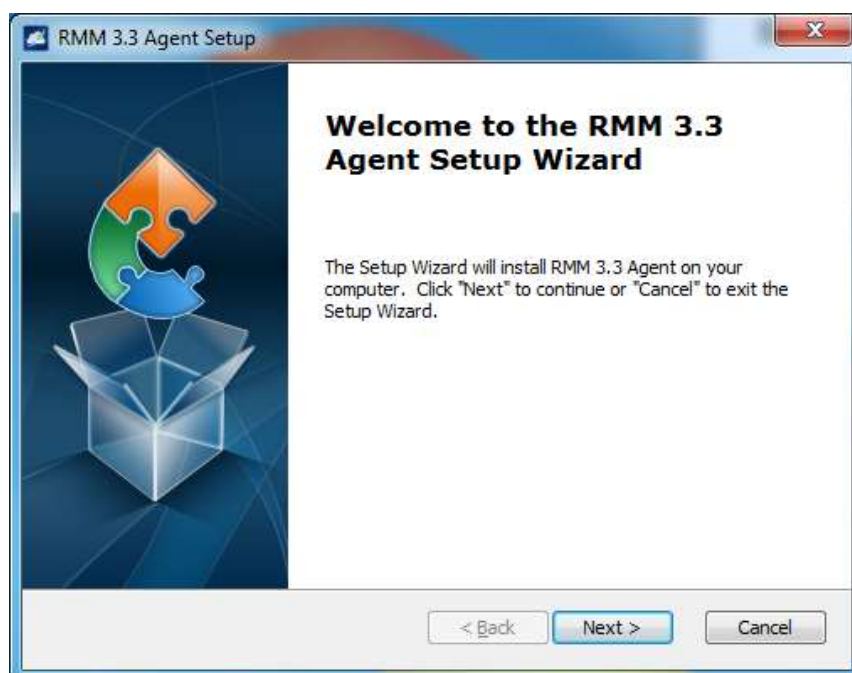 RMM 3.3 Agent Setup
x
Welcome to the RMM 3.3
Agent Setup Wizard
The Setup Wizard will install RMM 3.3 Agent on your
computer. Click "Next" to continue or "Cancel" to exit the
Setup Wizard.
< Back Next > Cancel